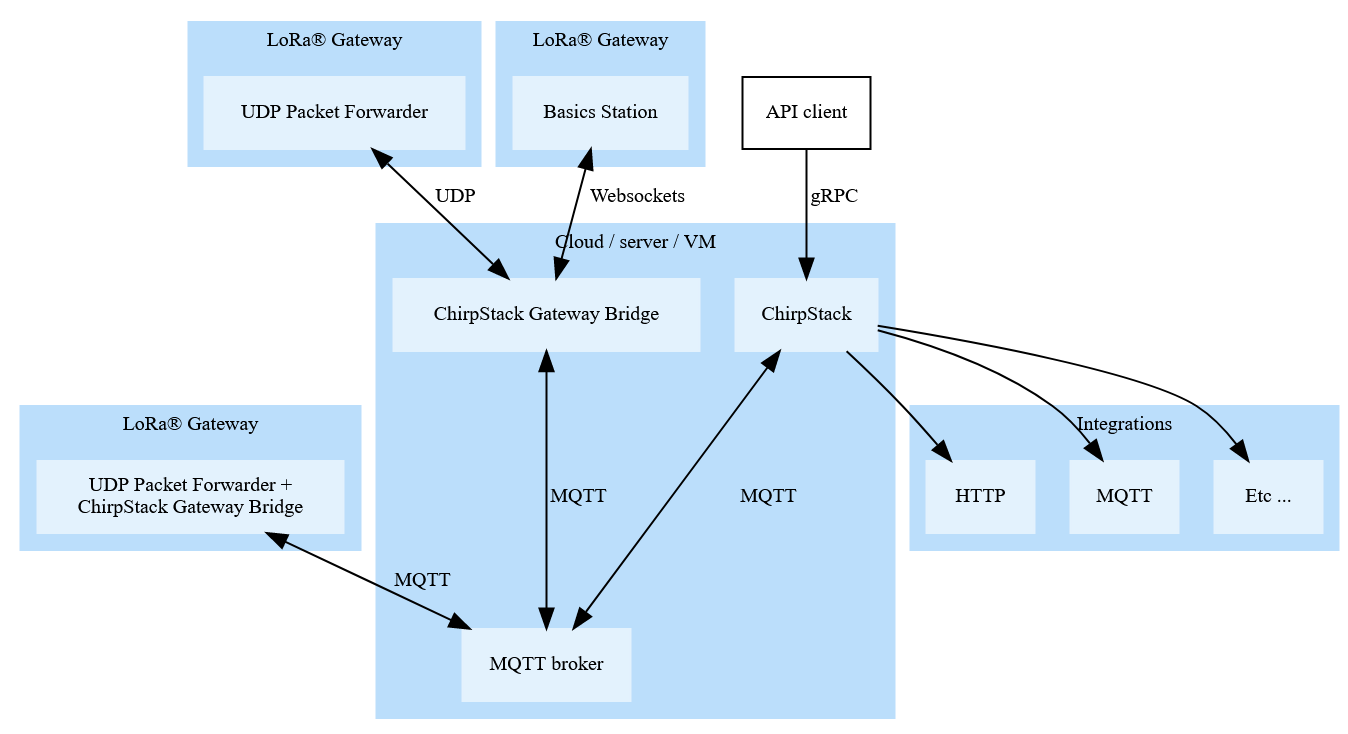 LoRa® Gateway
LoRa® Gateway
UDP Packet Forwarder
Basics Station
API client
UDP
Websockets
gRPC
Cloud / server / VM
ChirpStack Gateway Bridge
ChirpStack
LoRa® Gateway
Integrations
UDP Packet Forwarder +
ChirpStack Gateway Bridge
MQTT
MQTT
HTTP
MQTT
Etc ...
MQTT
MQTT broker